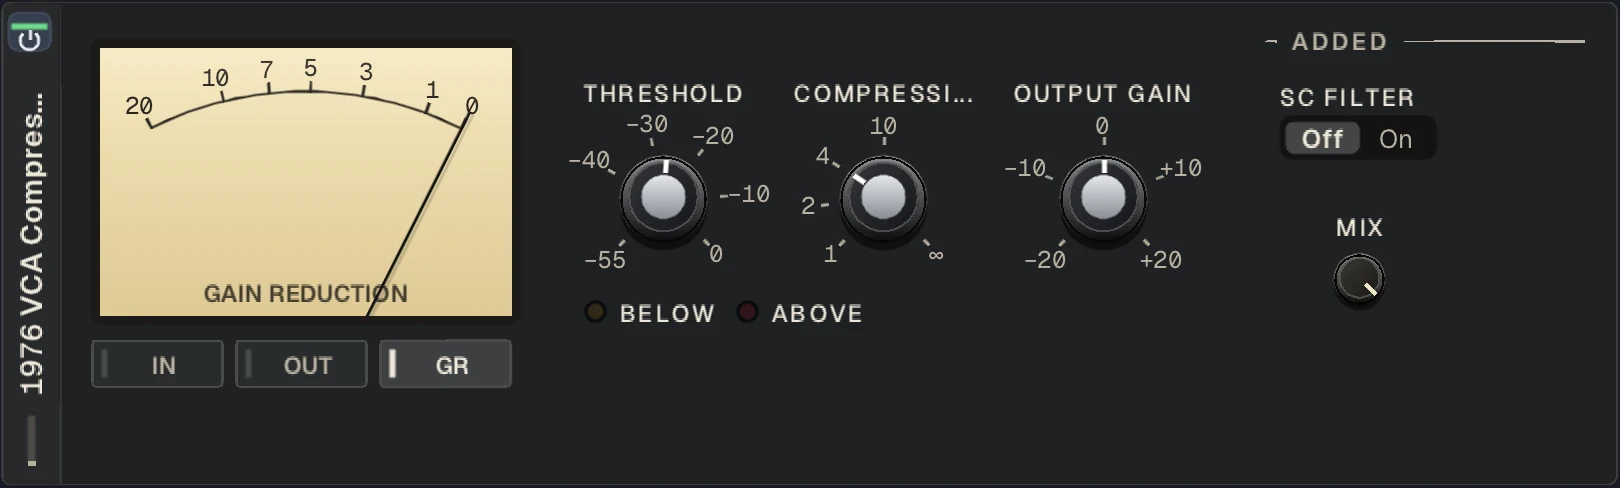 1976 VCA Compres...
20 10 7 5 3 1 0
GAIN REDUCTION
IN OUT GR
THRESHOLD
-55 -40 -30 -20 -10 0
BELOW ABOVE
COMPRESSI...
1 2 4 10 ∞
OUTPUT GAIN
-20 -10 0 +10 +20
ADDED
SC FILTER
Off On
MIX